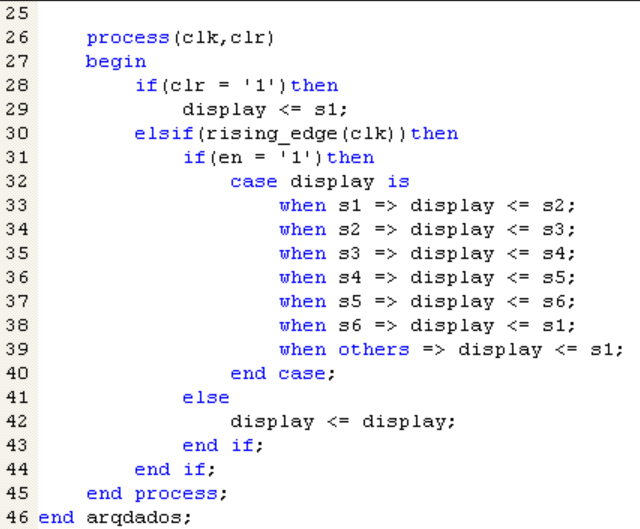 25
26     process(clk,clr)
27     begin
28         if(clr = '1')then
29             display <= s1;
30         elsif(rising_edge(clk))then
31             if(en = '1')then
32                 case display is
33                     when s1 => display <= s2;
34                     when s2 => display <= s3;
35                     when s3 => display <= s4;
36                     when s4 => display <= s5;
37                     when s5 => display <= s6;
38                     when s6 => display <= s1;
39                     when others => display <= s1;
40                 end case;
41             else
42                 display <= display;
43             end if;
44         end if;
45     end process;
46 end arqdados;